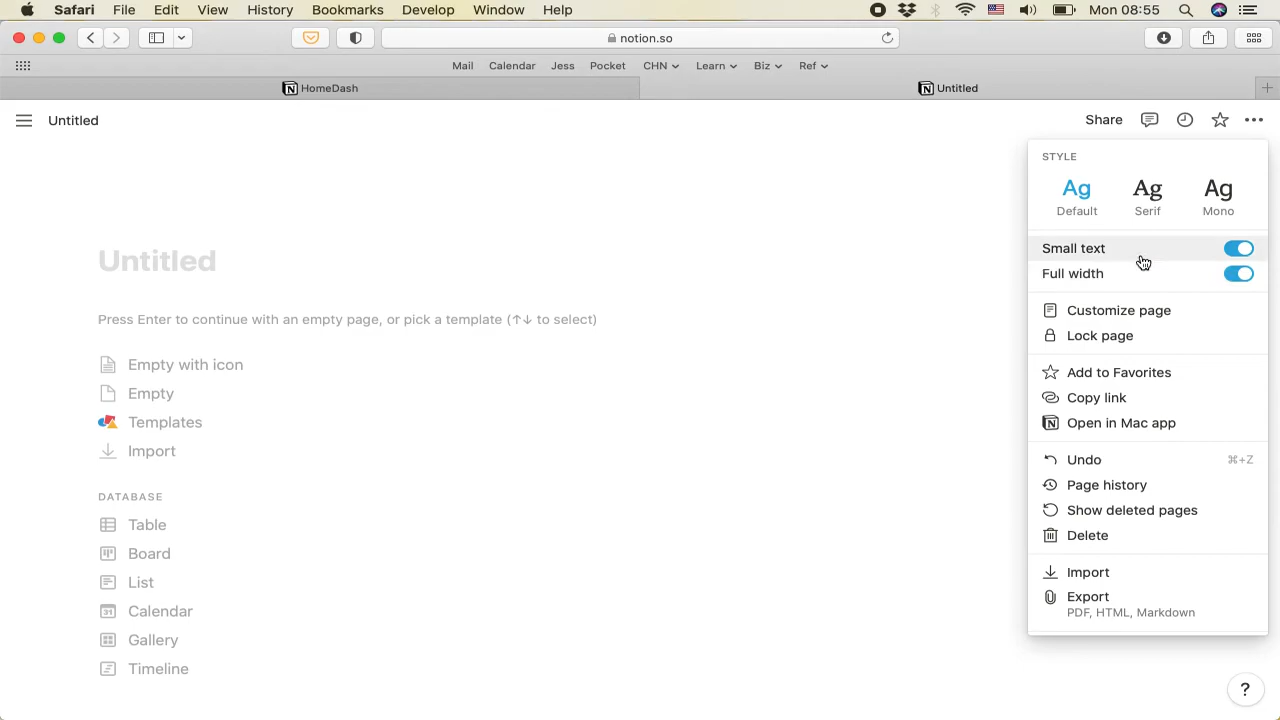 Safari File Edit View History Bookmarks Develop Window Help Mon 08:55
notion.so
Mail Calendar Jess Pocket CHN Learn Biz Ref
HomeDash Untitled
Untitled Share
STYLE
Ag Ag Ag
Default Serif Mono
Small text
Full width
Customize page
Lock page
Add to Favorites
Copy link
Open in Mac app
Undo ⌘+Z
Page history
Show deleted pages
Delete
Import
Export
PDF, HTML, Markdown
Untitled
Press Enter to continue with an empty page, or pick a template (↑↓ to select)
Empty with icon
Empty
Templates
Import
DATABASE
Table
Board
List
31 Calendar
Gallery
Timeline
?